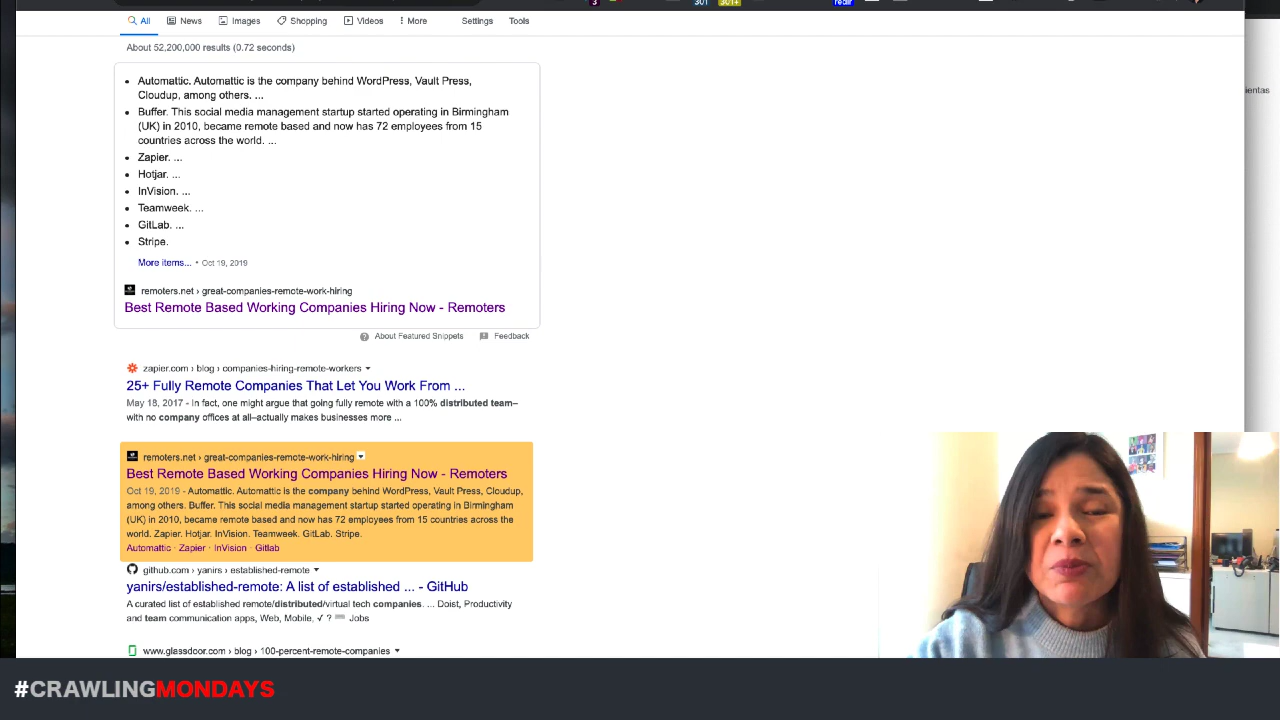 3
301
301+
redir
All
News
Images
Shopping
Videos
More
Settings
Tools
About 52,200,000 results (0.72 seconds)
ientas
• Automattic. Automattic is the company behind WordPress, Vault Press,
Cloudup, among others. ...
• Buffer. This social media management startup started operating in Birmingham
(UK) in 2010, became remote based and now has 72 employees from 15
countries across the world. ...
• Zapier. ...
• Hotjar. ...
• InVision. ...
• Teamweek. ...
• GitLab. ...
• Stripe.
More items... • Oct 19, 2019
remoters.net › great-companies-remote-work-hiring
Best Remote Based Working Companies Hiring Now - Remoters
About Featured Snippets
Feedback
zapier.com › blog › companies-hiring-remote-workers
25+ Fully Remote Companies That Let You Work From ...
May 18, 2017 - In fact, one might argue that going fully remote with a 100% distributed team–
with no company offices at all–actually makes businesses more ...
remoters.net › great-companies-remote-work-hiring
Best Remote Based Working Companies Hiring Now - Remoters
Oct 19, 2019 - Automattic. Automattic is the company behind WordPress, Vault Press, Cloudup,
among others. Buffer. This social media management startup started operating in Birmingham
(UK) in 2010, became remote based and now has 72 employees from 15 countries across the
world. Zapier. Hotjar. InVision. Teamweek. GitLab. Stripe.
Automattic · Zapier · InVision · Gitlab
github.com › yanirs › established-remote
yanirs/established-remote: A list of established ... - GitHub
A curated list of established remote/distributed/virtual tech companies. ... Doist, Productivity
and team communication apps, Web, Mobile, √ ? Jobs
www.glassdoor.com › blog › 100-percent-remote-companies
#CRAWLINGMONDAYS